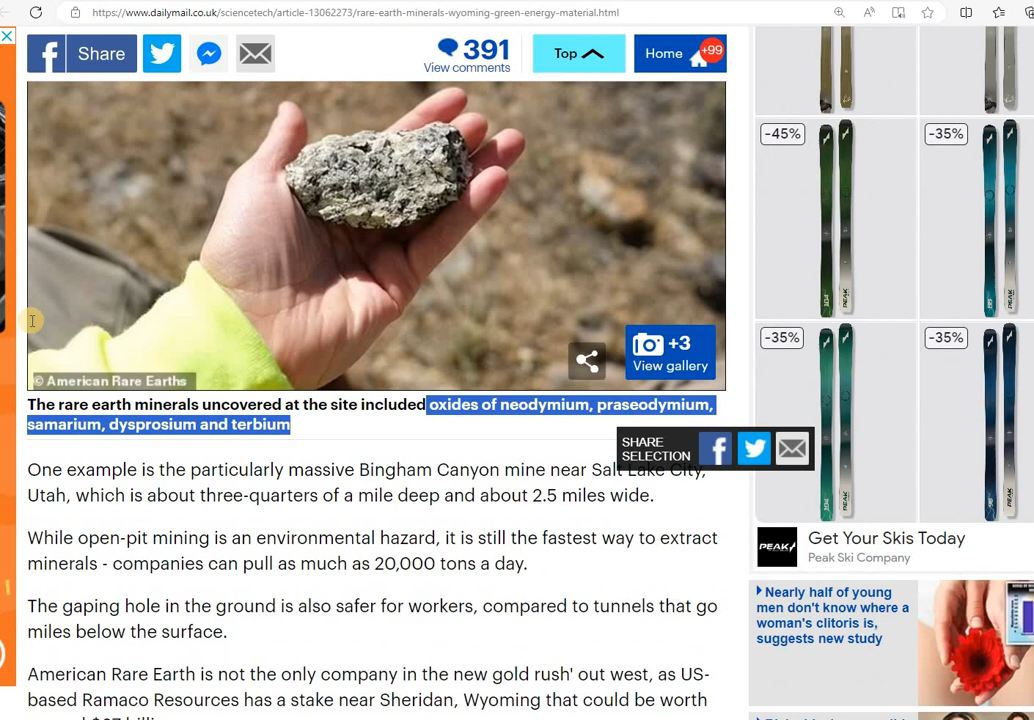 https://www.dailymail.co.uk/sciencetech/article-13062273/rare-earth-minerals-wyoming-green-energy-material.html
Share
391
View comments
Top
Home
+99
-45%
-35%
© American Rare Earths
+3
View gallery
-35%
-35%
The rare earth minerals uncovered at the site included oxides of neodymium, praseodymium,
samarium, dysprosium and terbium
SHARE
SELECTION
One example is the particularly massive Bingham Canyon mine near Salt Lake City,
Utah, which is about three-quarters of a mile deep and about 2.5 miles wide.
While open-pit mining is an environmental hazard, it is still the fastest way to extract
minerals - companies can pull as much as 20,000 tons a day.
The gaping hole in the ground is also safer for workers, compared to tunnels that go
miles below the surface.
American Rare Earth is not the only company in the new gold rush' out west, as US-
based Ramaco Resources has a stake near Sheridan, Wyoming that could be worth
PEAK
Get Your Skis Today
Peak Ski Company
Nearly half of young
men don't know where a
woman's clitoris is,
suggests new study